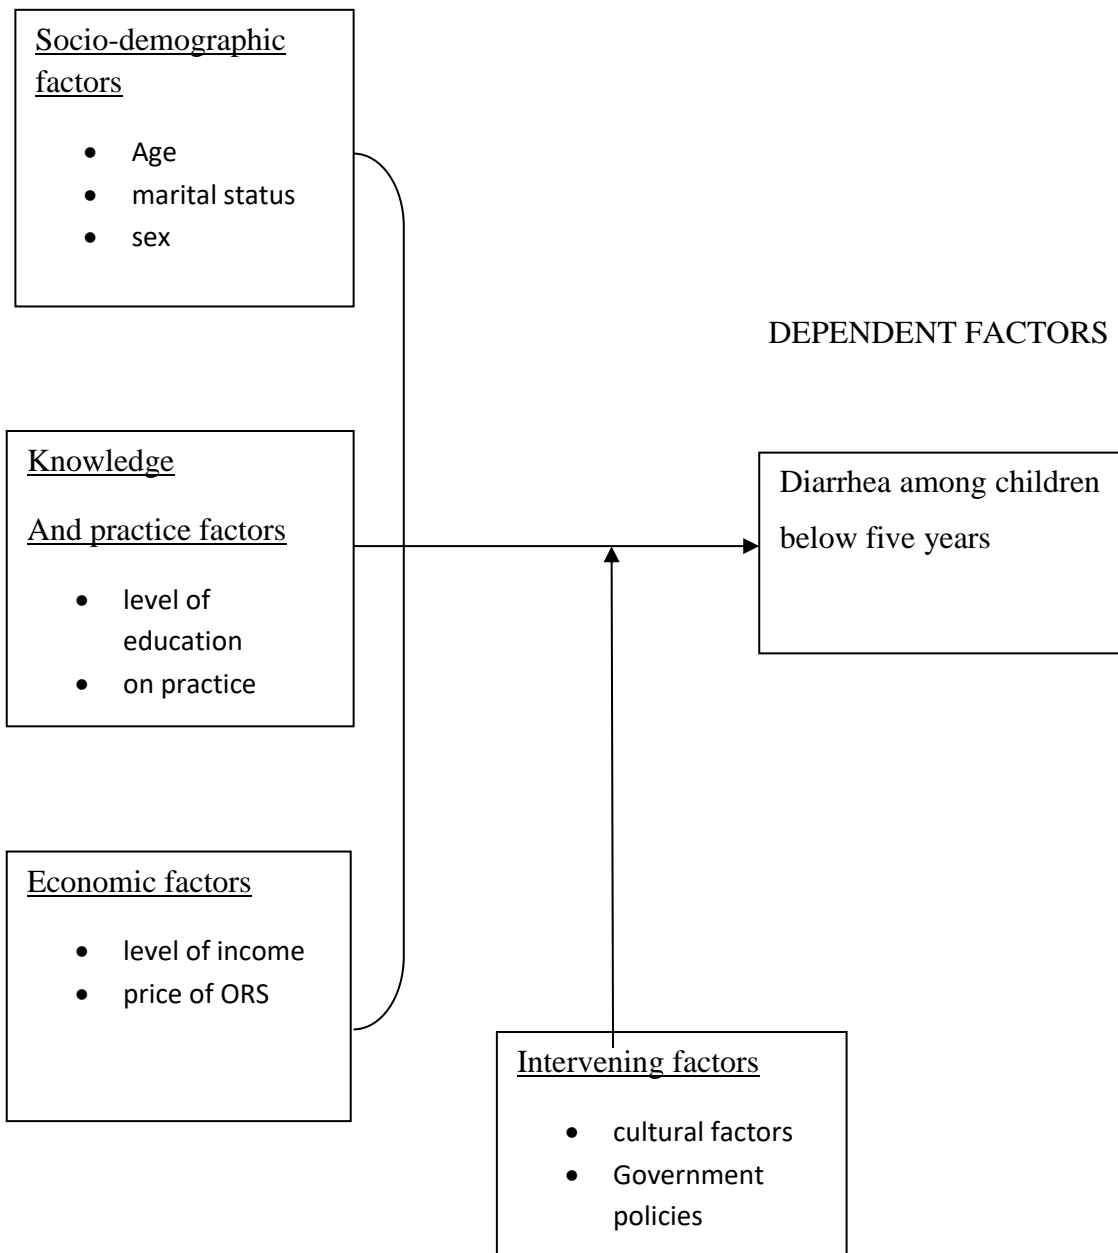 Socio-demographic
factors
• Age
• marital status
• sex
DEPENDENT FACTORS
Knowledge
And practice factors
• level of
education
• on practice
Diarrhea among children
below five years
Economic factors
• level of income
• price of ORS
Intervening factors
• cultural factors
• Government
policies